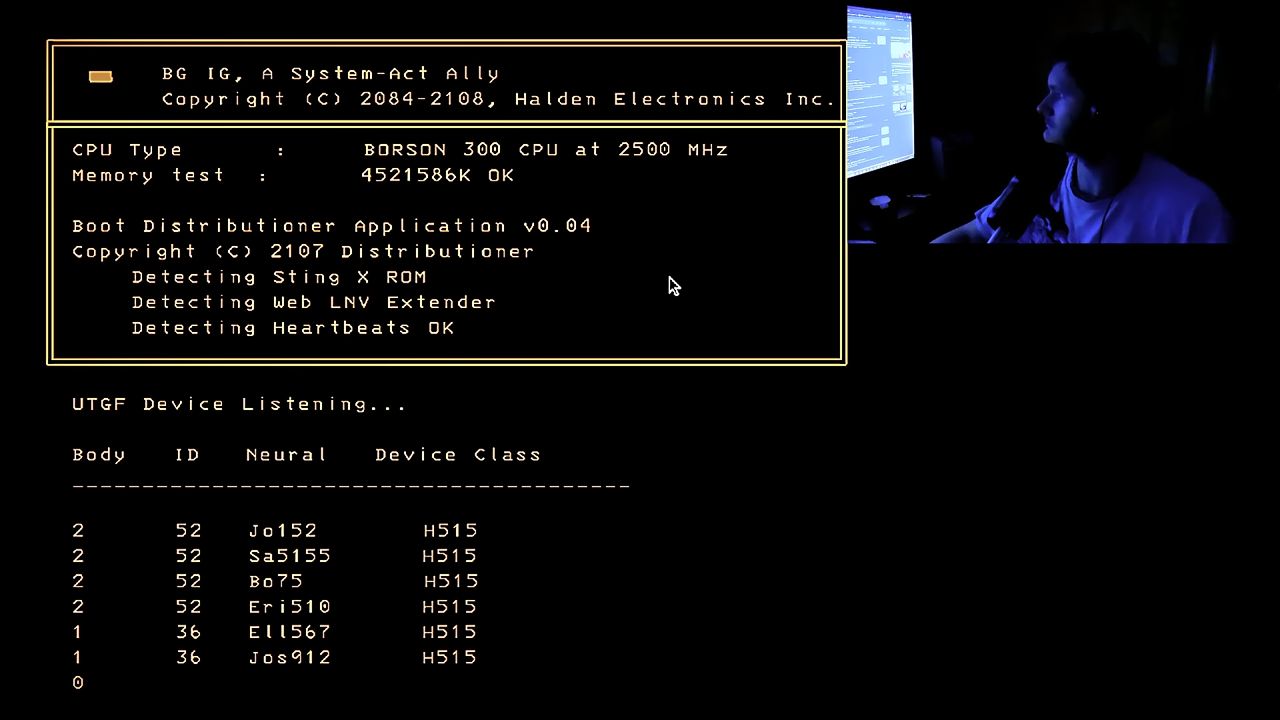 BG IG, A System-Act Ally
Copyright (C) 2084-2108, Halden Electronics Inc.
CPU Type : BORSON 300 CPU at 2500 MHz
Memory test : 4521586K OK
Boot Distributioner Application v0.04
Copyright (C) 2107 Distributioner
Detecting Sting X ROM
Detecting Web LNV Extender
Detecting Heartbeats OK
UTGF Device Listening...
Body ID Neural Device Class
----------------------------------------
2 52 Jo152 H515
2 52 Sa5155 H515
2 52 Bo75 H515
2 52 Eri510 H515
1 36 Ell567 H515
1 36 Jos912 H515
0